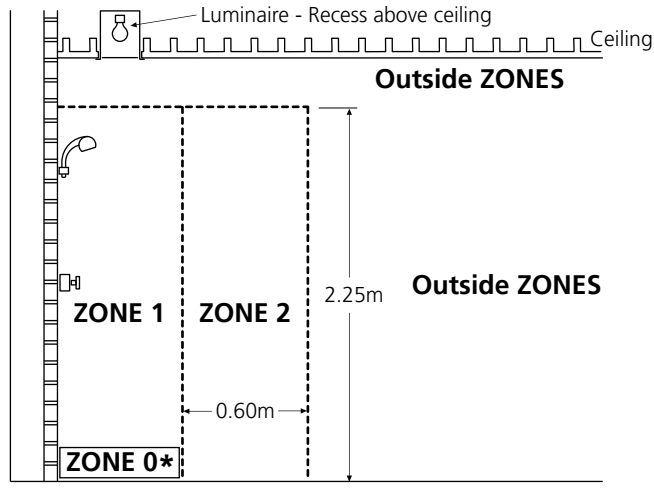 Luminaire - Recess above ceiling
Ceiling
Outside ZONES
2.25m
Outside ZONES
ZONE 1
ZONE 2
0.60m
ZONE 0*